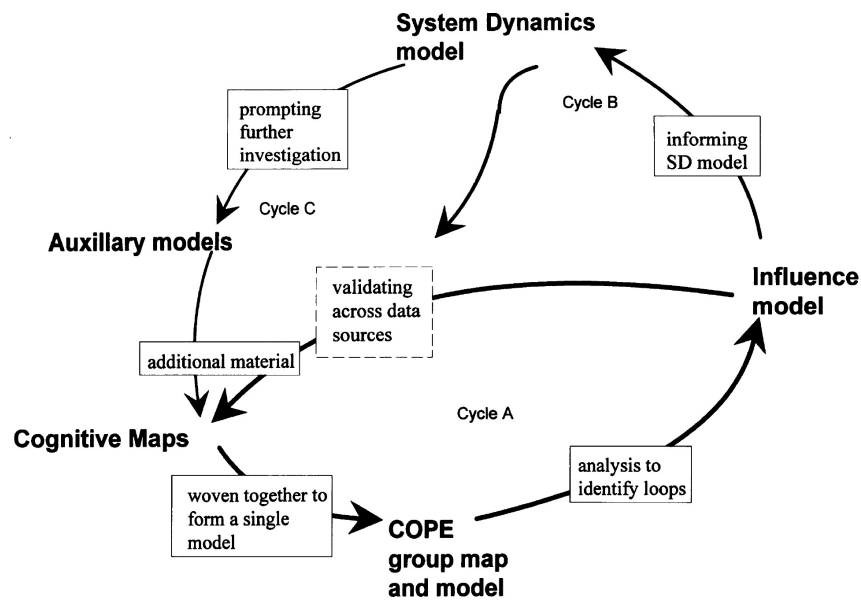 System Dynamics
model
Cycle B
prompting
further
investigation
informing
SD model
Cycle C
Auxillary models
validating
across data
sources
Influence
model
additional material
Cycle A
Cognitive Maps
analysis to
identify loops
woven together to
form a single
model
COPE
group map
and model